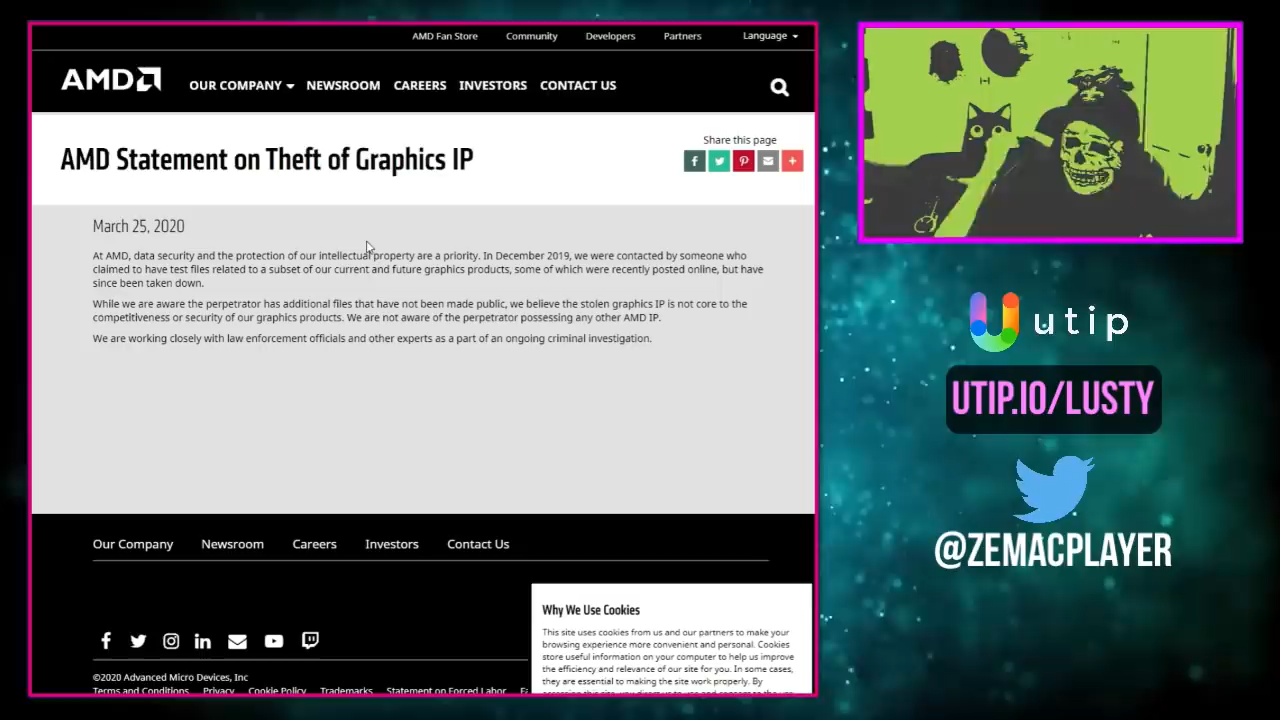 AMD Fan Store Community Developers Partners Language
AMD OUR COMPANY NEWSROOM CAREERS INVESTORS CONTACT US
Share this page
AMD Statement on Theft of Graphics IP
March 25, 2020
At AMD, data security and the protection of our intellectual property are a priority. In December 2019, we were contacted by someone who
claimed to have test files related to a subset of our current and future graphics products, some of which were recently posted online, but have
since been taken down.
While we are aware the perpetrator has additional files that have not been made public, we believe the stolen graphics IP is not core to the
competitiveness or security of our graphics products. We are not aware of the perpetrator possessing any other AMD IP.
We are working closely with law enforcement officials and other experts as a part of an ongoing criminal investigation.
Our Company Newsroom Careers Investors Contact Us
©2020 Advanced Micro Devices, Inc
Terms and Conditions Privacy Cookie Policy Trademarks Statement on Forced Labor
Why We Use Cookies
This site uses cookies from us and our partners to make your
browsing experience more convenient and personal. Cookies
store useful information on your computer to help us improve
the efficiency and relevance of our site for you. In some cases,
they are essential to making the site work properly. By
utip
UTIP.IO/LUSTY
@ZEMACPLAYER